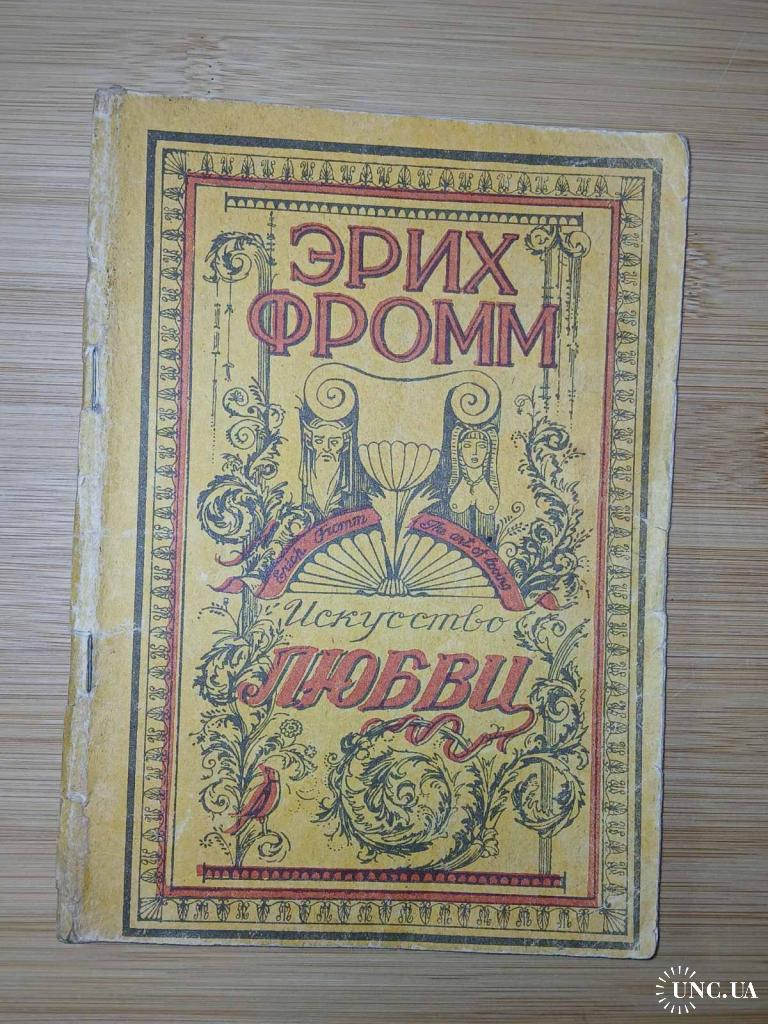 ЭРИХ
ФРОММ
Erich Fromm
The art of loving
Искусство
ЛЮБВИ
UNC.UA